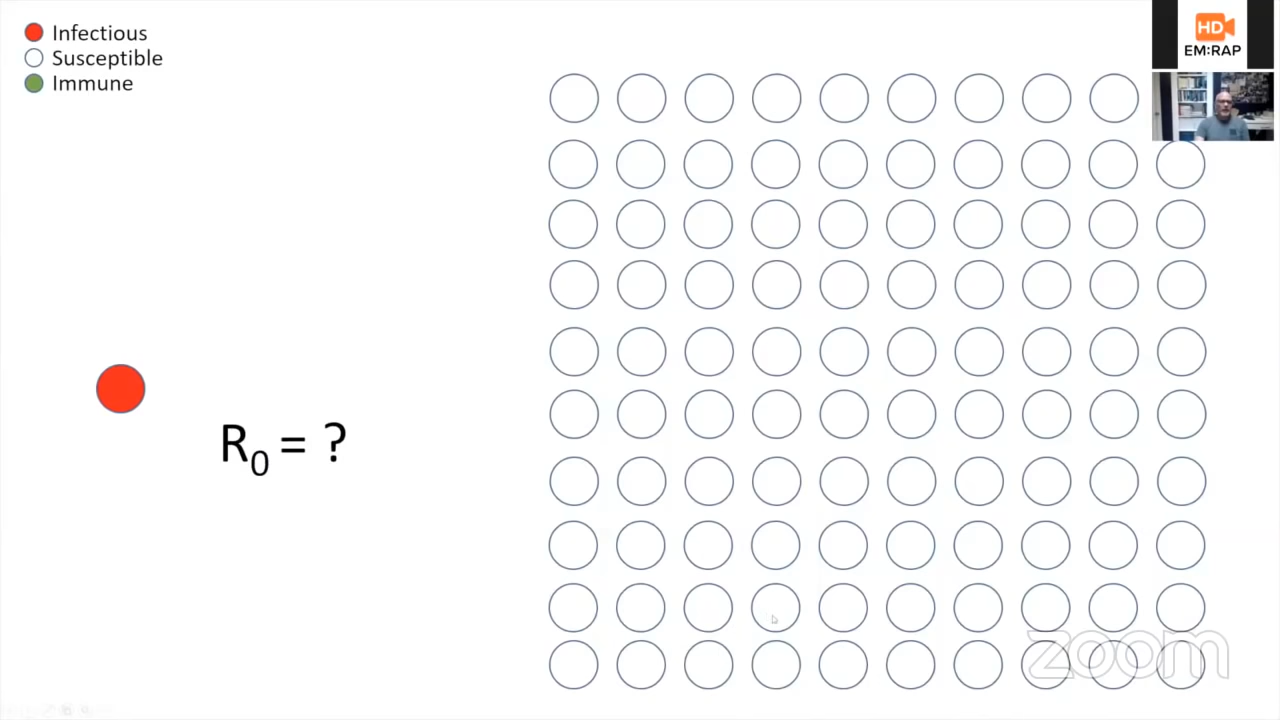 Infectious
Susceptible
Immune
HD
EM:RAP
R0 = ?
zoom